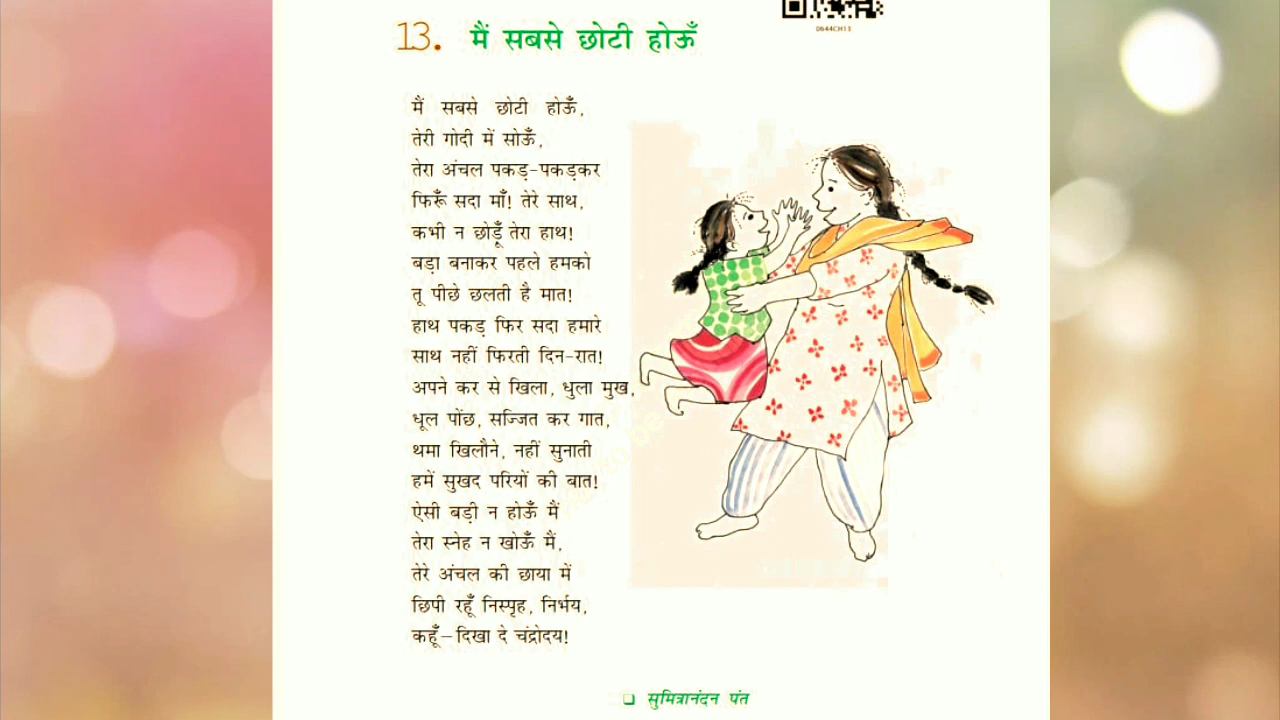 0644CH13
13. मैं सबसे छोटी होऊँ
मैं सबसे छोटी होऊँ,
तेरी गोदी में सोऊँ,
तेरा अंचल पकड़-पकड़कर
फिरूँ सदा माँ! तेरे साथ,
कभी न छोड़ूँ तेरा हाथ!
बड़ा बनाकर पहले हमको
तू पीछे छलती है मात!
हाथ पकड़ फिर सदा हमारे
साथ नहीं फिरती दिन-रात!
अपने कर से खिला, धुला मुख,
धूल पोंछ, सज्जित कर गात,
थमा खिलौने, नहीं सुनाती
हमें सुखद परियों की बात!
ऐसी बड़ी न होऊँ मैं
तेरा स्नेह न खोऊँ मैं,
तेरे अंचल की छाया में
छिपी रहूँ निस्पृह, निर्भय,
कहूँ–दिखा दे चंद्रोदय!
❑ सुमित्रानंदन पंत